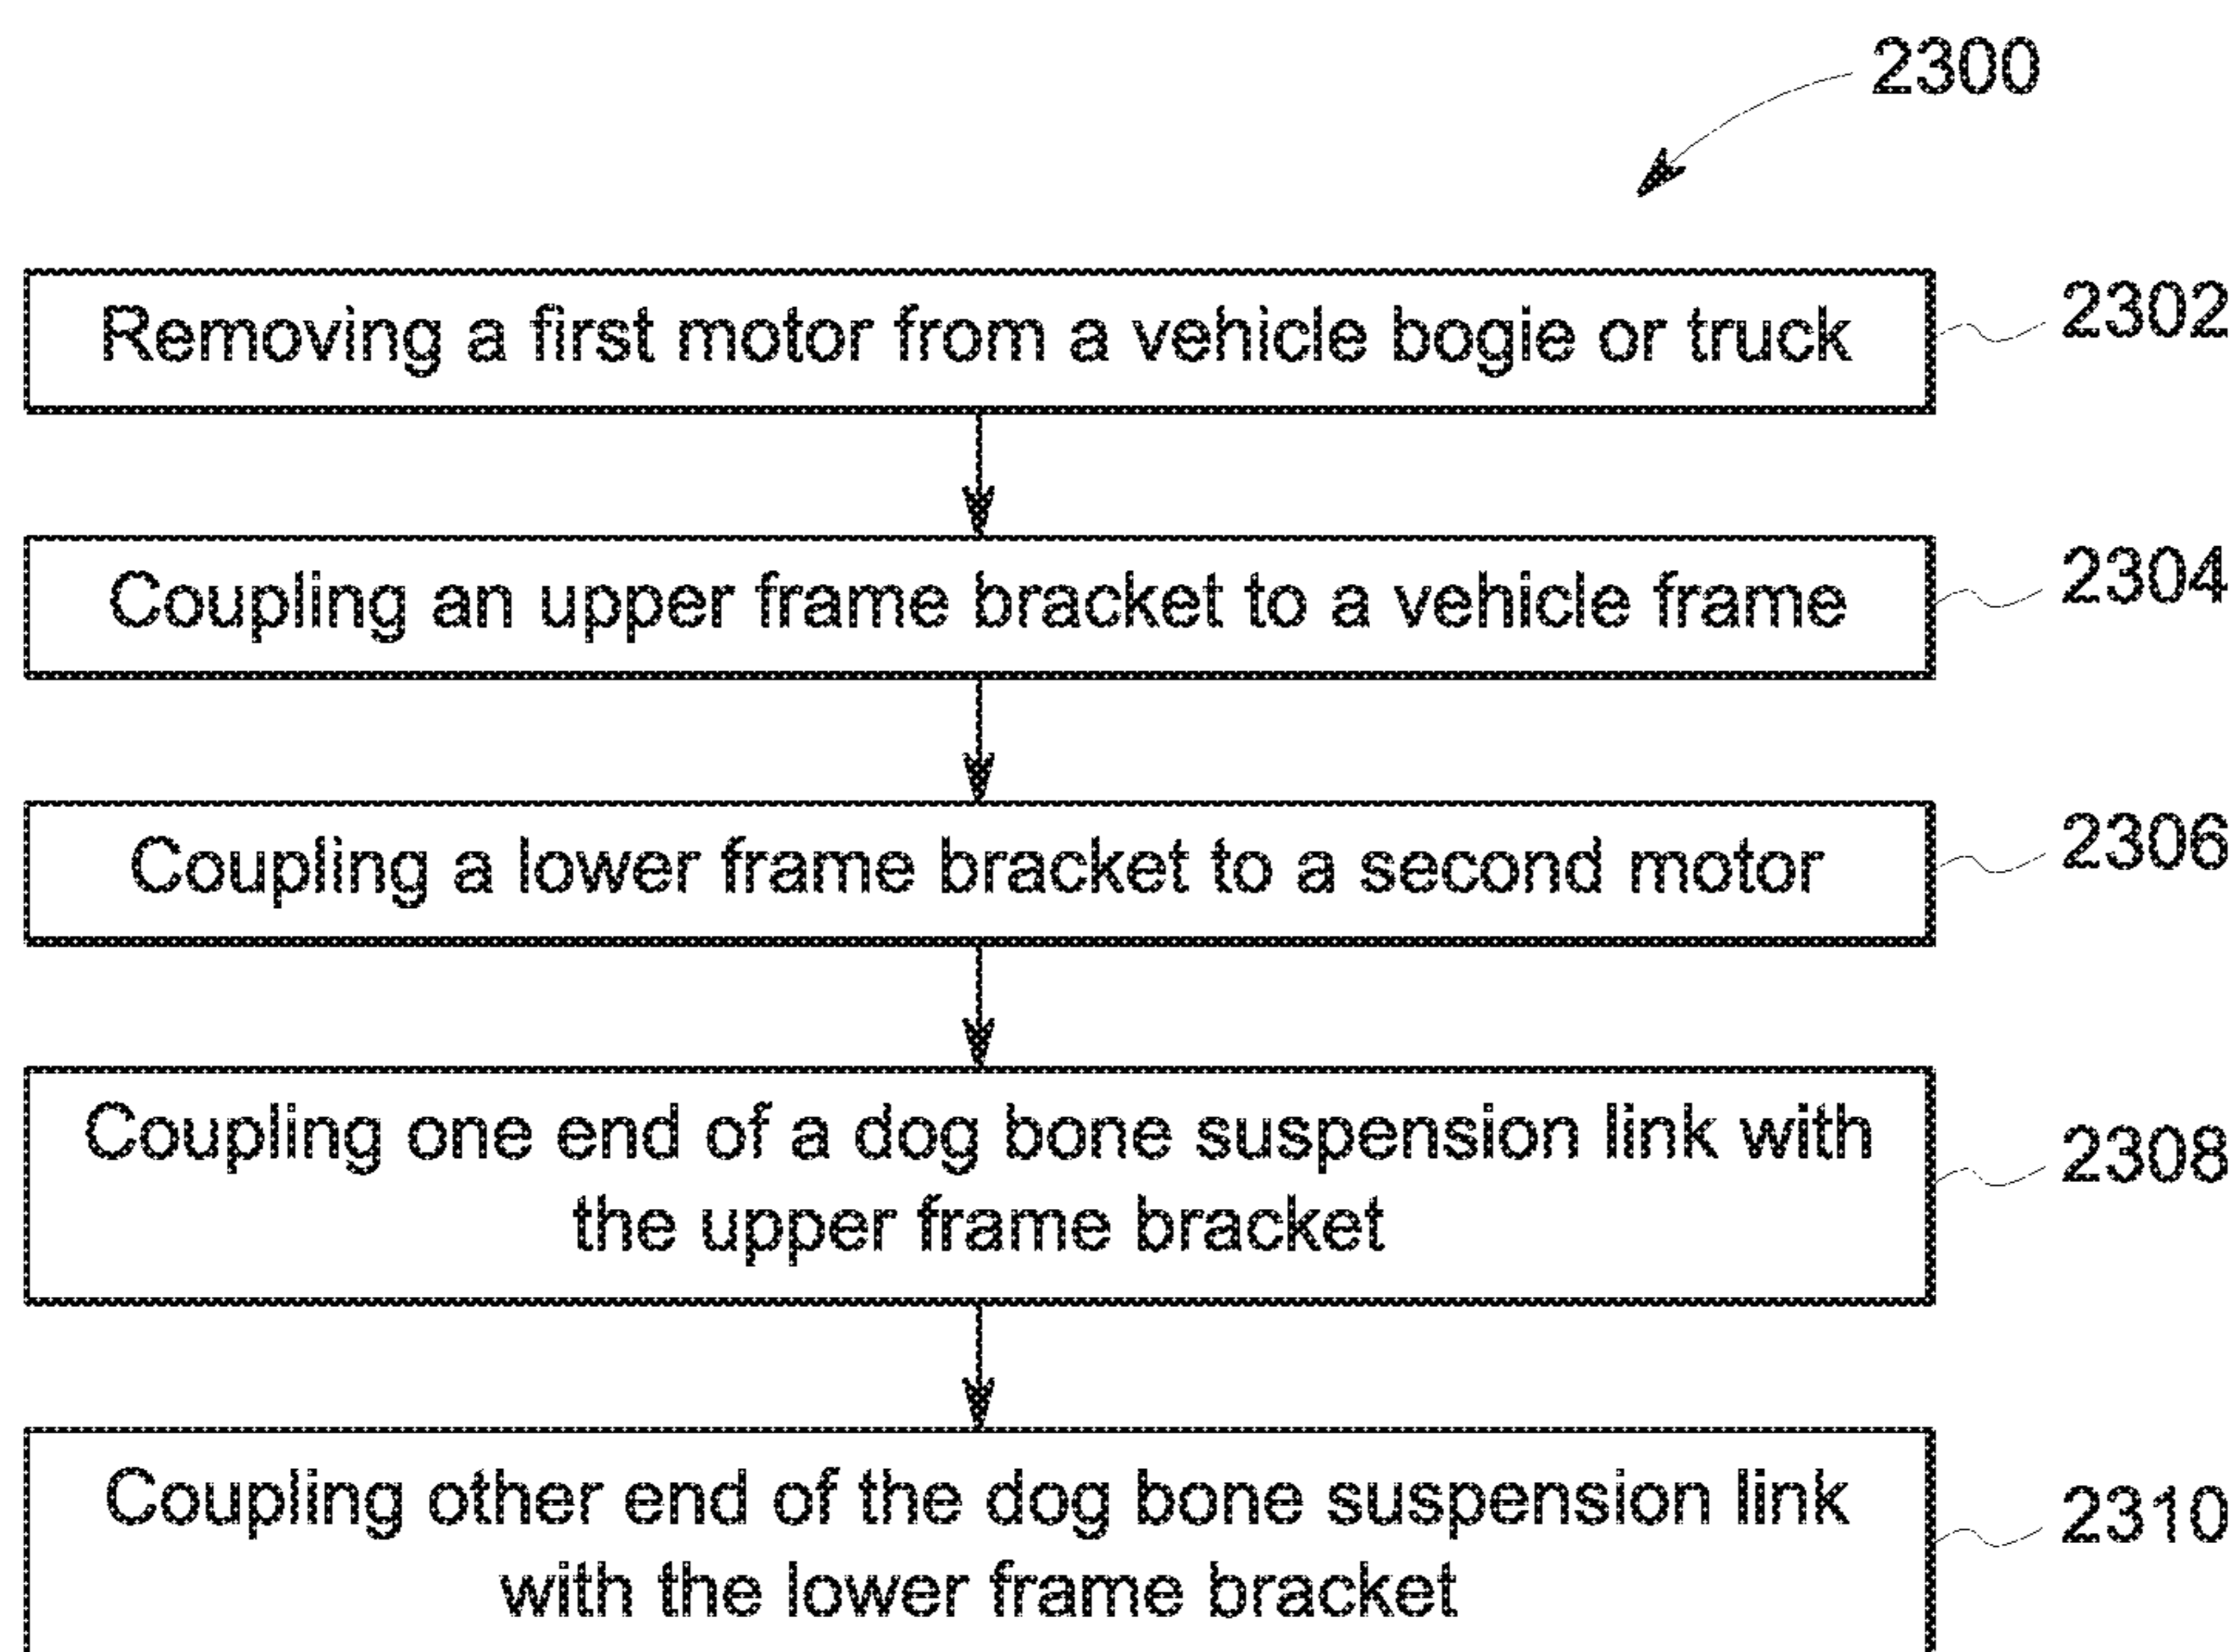 2300
Removing a first motor from a vehicle bogie or truck
2302
Coupling an upper frame bracket to a vehicle frame
2304
Coupling a lower frame bracket to a second motor
2306
Coupling one end of a dog bone suspension link with
the upper frame bracket
2308
Coupling other end of the dog bone suspension link
with the lower frame bracket
2310